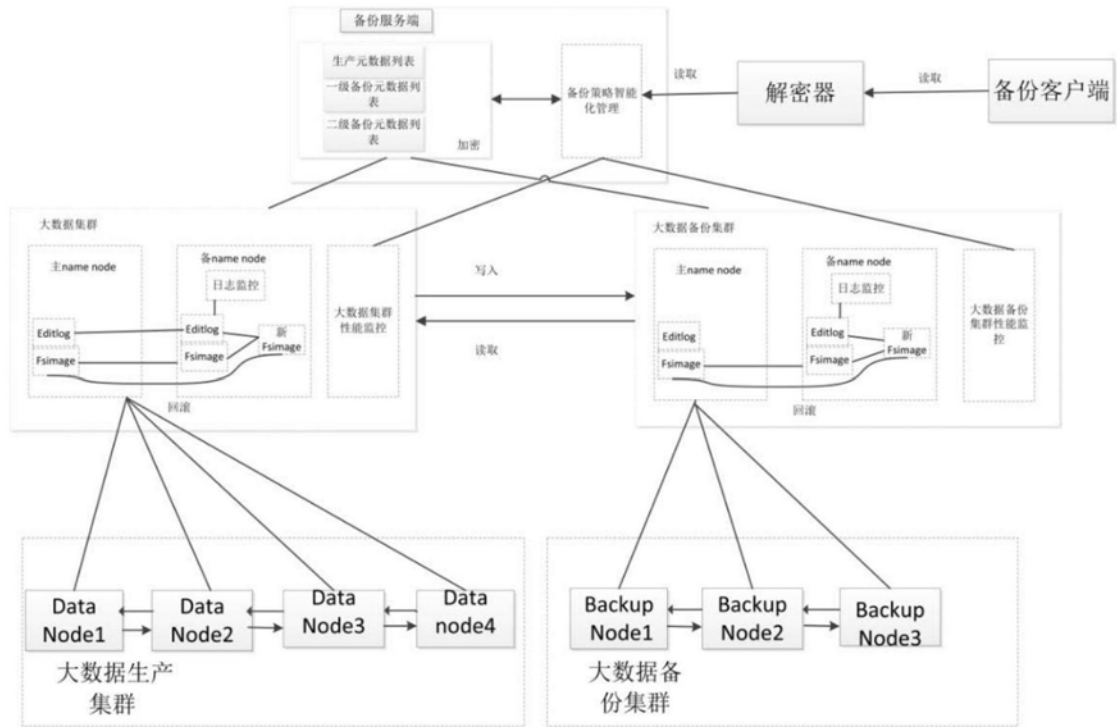 备份服务端
生产元数据列表
一级备份元数据列
表
二级备份元数据列
表
加密
备份策略智能
化管理
读取
解密器
读取
备份客户端
大数据集群
主name node
备name node
日志监控
Editlog
Editlog
新
Fsimage
Fsimage
Fsimage
大数据集群
性能监控
回滚
写入
读取
大数据备份集群
主name node
备name node
日志监控
Editlog
Editlog
新
Fsimage
Fsimage
Fsimage
大数据备份
集群性能监
控
回滚
Data
Node1
Data
Node2
Data
Node3
Data
node4
大数据生产
集群
Backup
Node1
Backup
Node2
Backup
Node3
大数据备
份集群